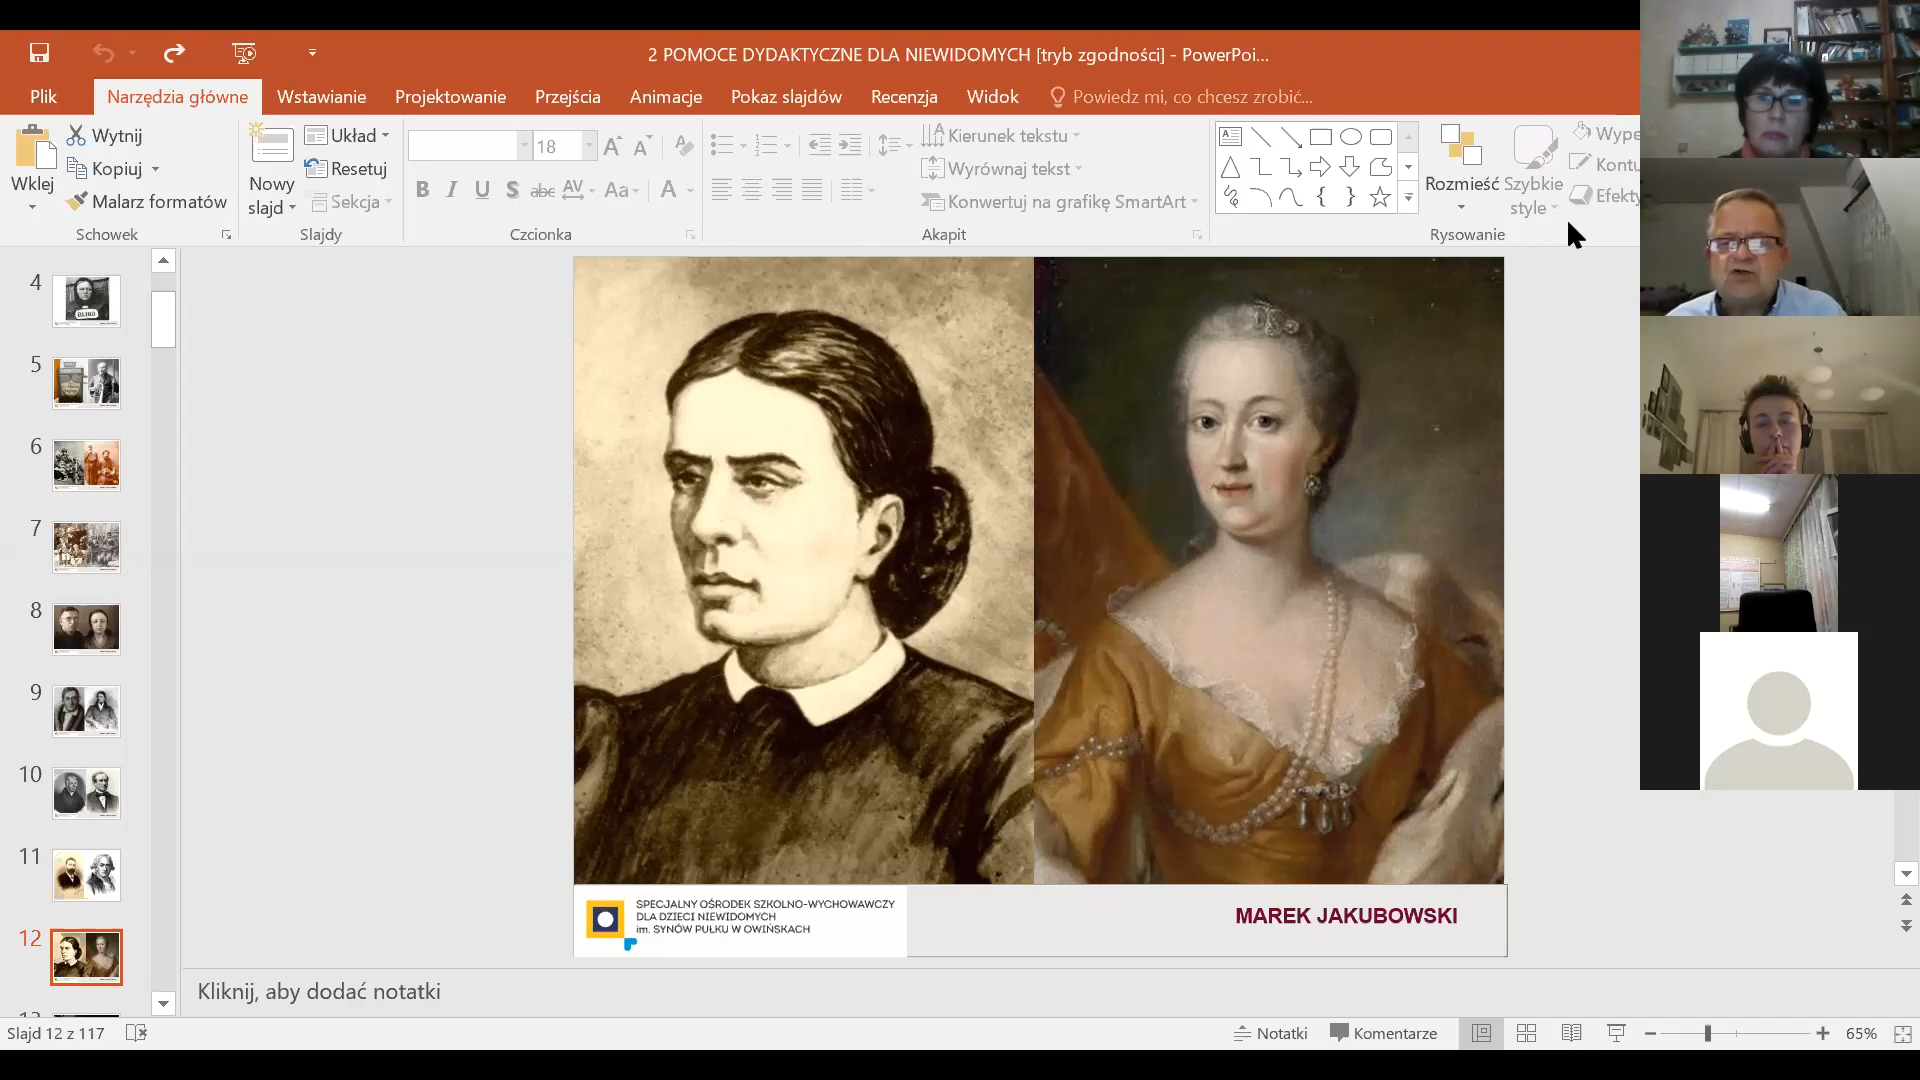 2 POMOCE DYDAKTYCZNE DLA NIEWIDOMYCH [tryb zgodności] - PowerPoi...
Plik
Narzędzia główne
Wstawianie
Projektowanie
Przejścia
Animacje
Pokaz slajdów
Recenzja
Widok
Powiedz mi, co chcesz zrobić...
Wklej
Wytnij
Kopiuj
Malarz formatów
Schowek
Nowy
slajd
Układ
Resetuj
Sekcja
Slajdy
18
B I U S abc AV Aa A
Czcionka
Kierunek tekstu
Wyrównaj tekst
Konwertuj na grafikę SmartArt
Akapit
Rozmieść
Szybkie
style
Wype
Kontu
Efekty
Rysowanie
4
BLIND
5
6
7
8
9
10
11
12
SPECJALNY OŚRODEK SZKOLNO-WYCHOWAWCZY
DLA DZIECI NIEWIDOMYCH
im. SYNÓW PUŁKU W OWIŃSKACH
MAREK JAKUBOWSKI
Kliknij, aby dodać notatki
Slajd 12 z 117
Notatki
Komentarze
65%